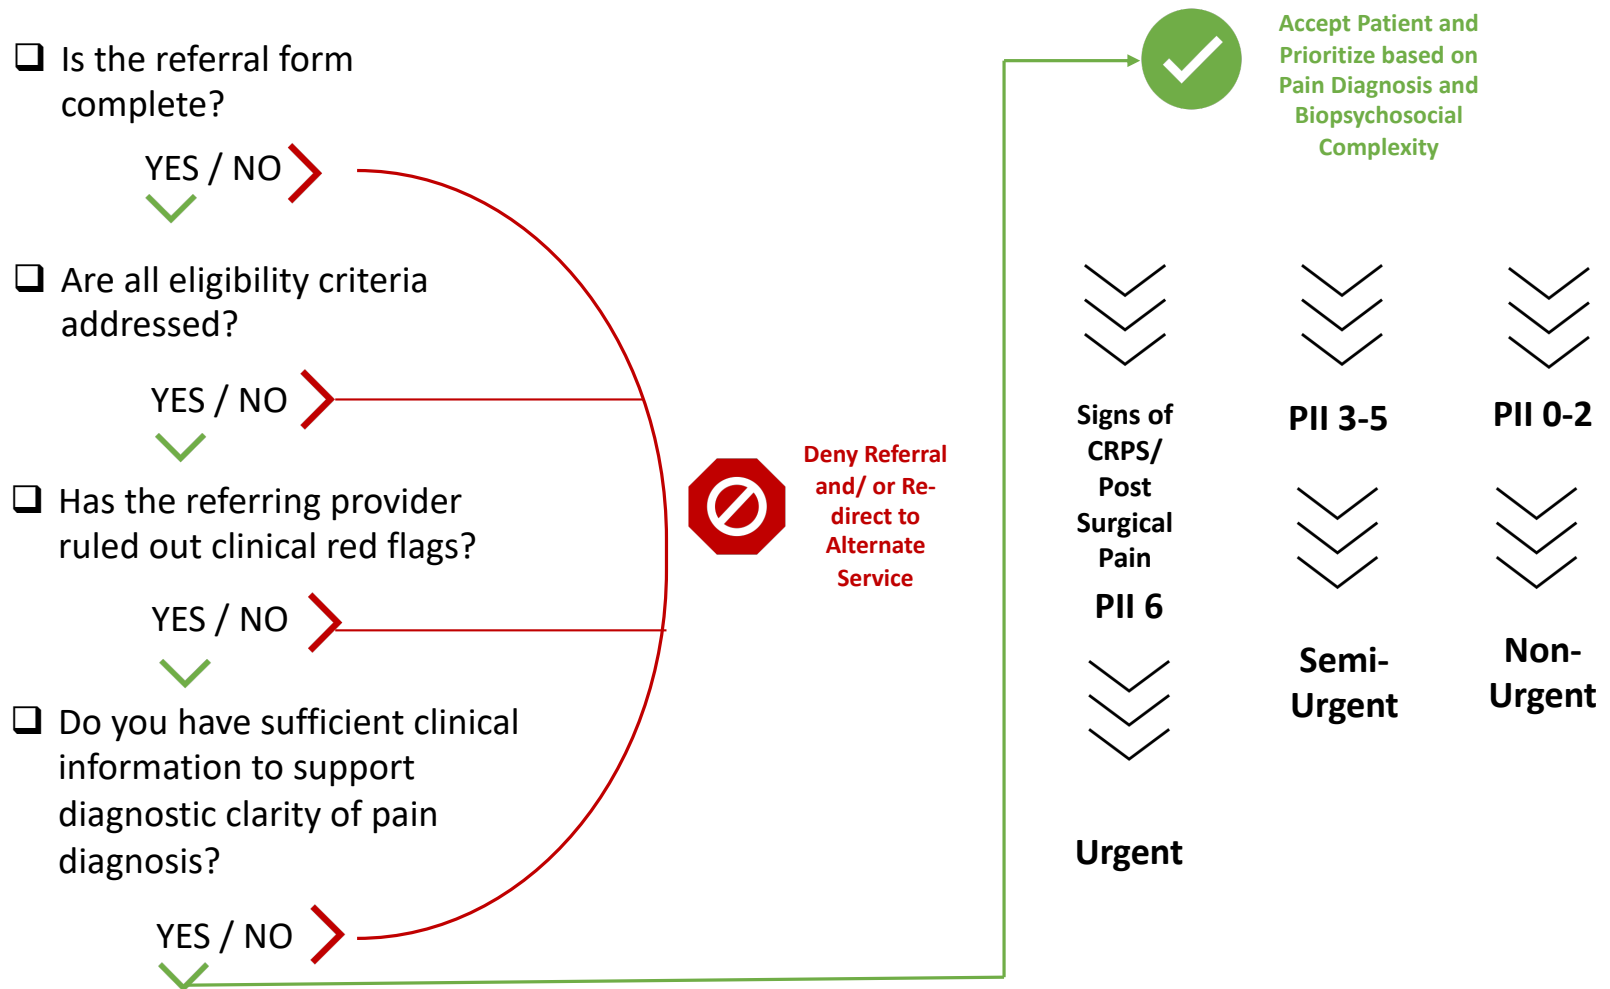 Is the referral form
complete?
YES / NO
Are all eligibility criteria
addressed?
YES / NO
Has the referring provider
ruled out clinical red flags?
YES / NO
Do you have sufficient clinical
information to support
diagnostic clarity of pain
diagnosis?
YES / NO
Deny Referral
and/ or Re-
direct to
Alternate
Service
Accept Patient and
Prioritize based on
Pain Diagnosis and
Biopsychosocial
Complexity
Signs of
CRPS/
Post
Surgical
Pain
PII 6
Urgent
PII 3-5
Semi-
Urgent
PII 0-2
Non-
Urgent